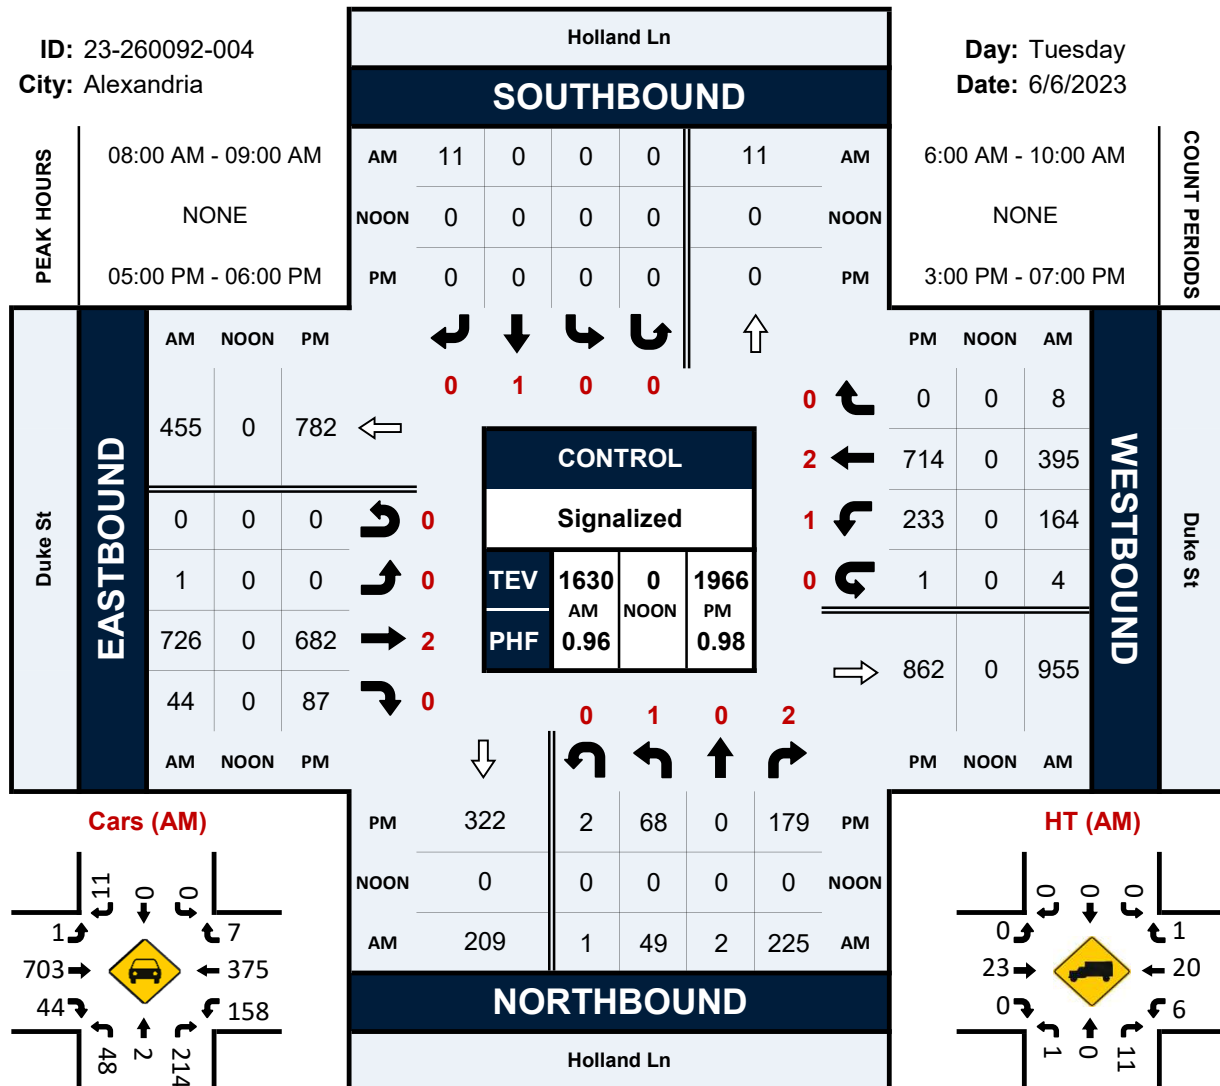 ID: 23-260092-004
City: Alexandria
Holland Ln
Day: Tuesday
Date: 6/6/2023
SOUTHBOUND
PEAK HOURS
08:00 AM - 09:00 AM
NONE
05:00 PM - 06:00 PM
AM 11 0 0 0 11 AM
NOON 0 0 0 0 0 NOON
PM 0 0 0 0 0 PM
6:00 AM - 10:00 AM
NONE
3:00 PM - 07:00 PM
COUNT PERIODS
0 1 0 0
Duke St
EASTBOUND
AM NOON PM
455 0 782
0 0 0 0
1 0 0 0
726 0 682 2
44 0 87 0
AM NOON PM
CONTROL
Signalized
TEV 1630 0 1966
AM NOON PM
PHF 0.96 0.98
PM NOON AM
0 0 0 8
2 714 0 395
1 233 0 164
0 1 0 4
862 0 955
PM NOON AM
WESTBOUND
Duke St
0 1 0 2
PM 322 2 68 0 179 PM
NOON 0 0 0 0 0 NOON
AM 209 1 49 2 225 AM
NORTHBOUND
Holland Ln
Cars (AM)
11 0 0
1 7
703 375
44 158
48 2 214
HT (AM)
0 0 0
0 1
23 20
0 6
1 0 11